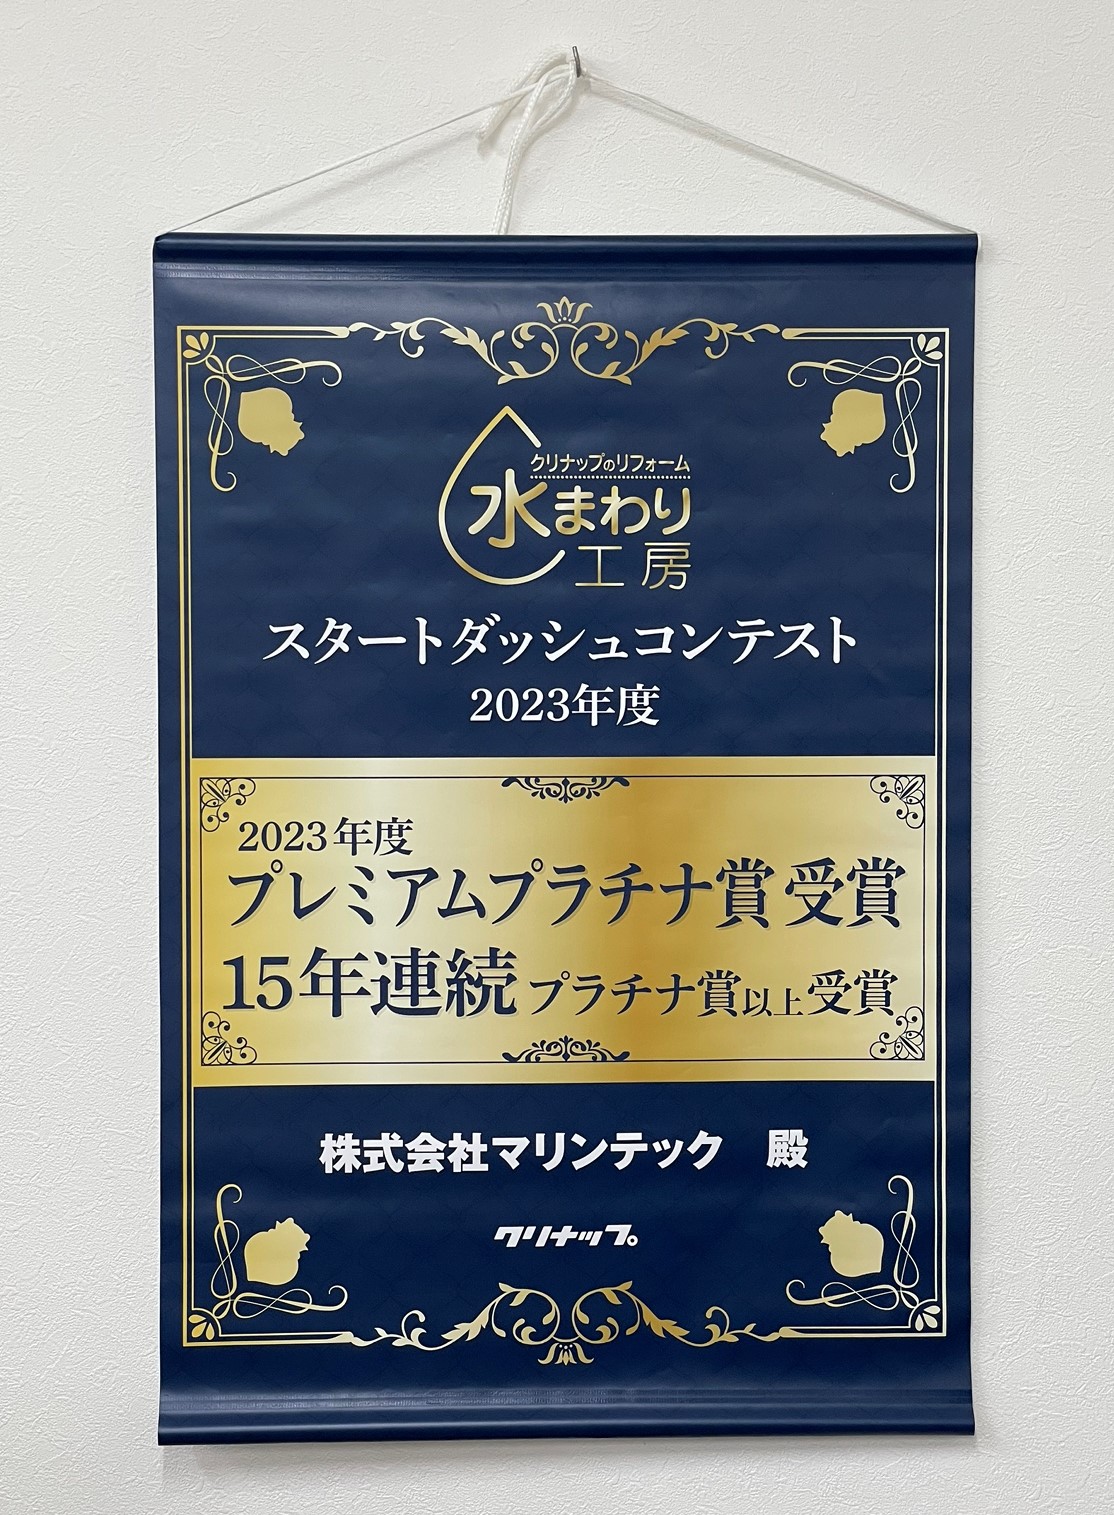 クリナップのリフォーム
水まわり
工房
スタートダッシュコンテスト
2023年度
2023年度
プレミアムプラチナ賞 受賞
15年連続 プラチナ賞以上受賞
株式会社マリンテック　殿
クリナップ。